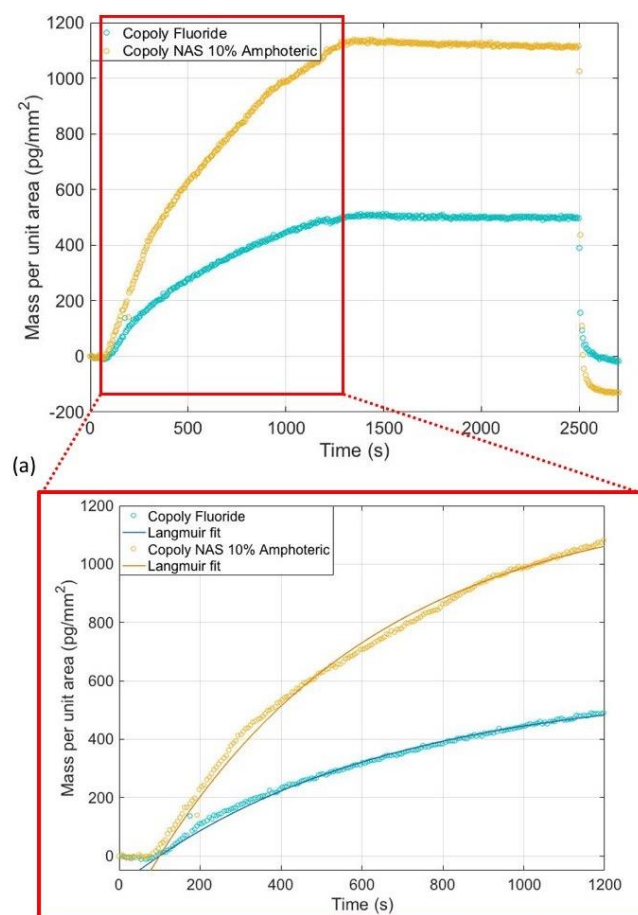 1200
Copoly Fluoride
Copoly NAS 10% Amphoteric
1000
800
600
400
200
0
-200
Mass per unit area (pg/mm²)
0 500 1000 1500 2000 2500
Time (s)
(a)
1200
Copoly Fluoride
Langmuir fit
Copoly NAS 10% Amphoteric
Langmuir fit
1000
800
600
400
200
0
Mass per unit area (pg/mm²)
0 200 400 600 800 1000 1200
Time (s)